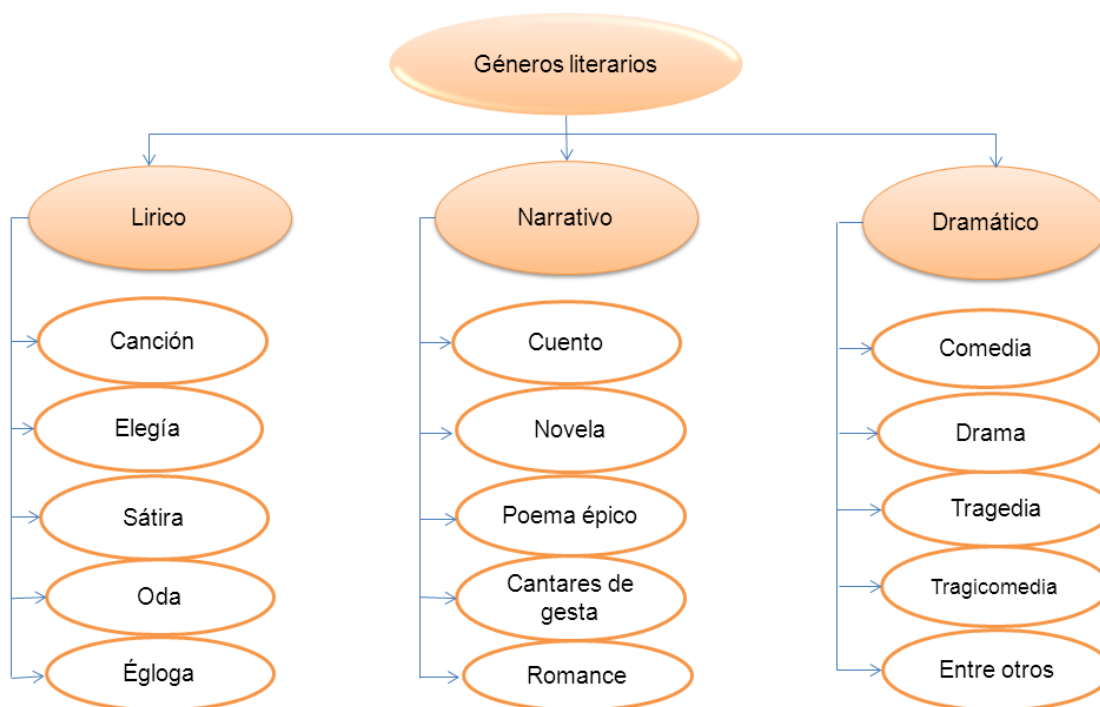 Géneros literarios
Lirico
Narrativo
Dramático
Canción
Elegía
Sátira
Oda
Égloga
Cuento
Novela
Poema épico
Cantares de
gesta
Romance
Comedia
Drama
Tragedia
Tragicomedia
Entre otros